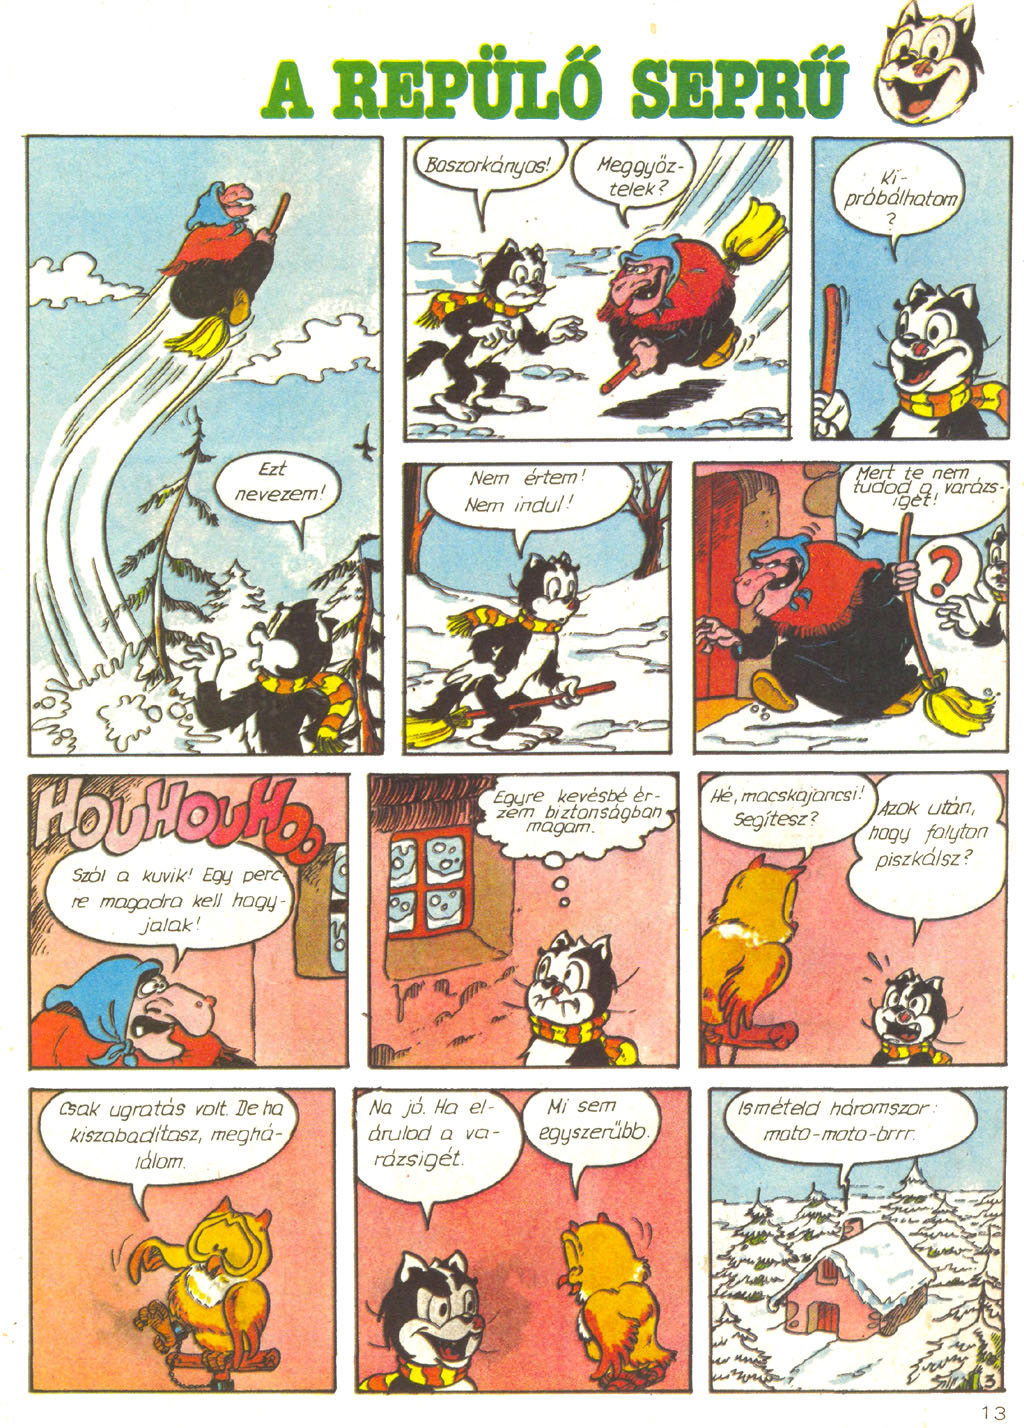 A REPÜLŐ SEPRŰ
Ezt
nevezem!
Boszorkányos!
Meggyőz-
telek?
Ki-
próbálhatom
?
Nem értem!
Nem indul!
Mert te nem
tudod a varázs-
igét!
?
HOUHOUHOO
Szól a kuvik! Egy perc-
re magadra kell hagy-
jalak!
Egyre kevésbé ér-
zem biztonságban
magam.
Hé, macskajancsi!
Segítesz?
Azok után,
hogy folyton
piszkálsz?
Csak ugratás volt. De ha
kiszabadítasz, meghá-
lálom.
Na jó. Ha el-
árulod a va-
rázsigét.
Mi sem
egyszerűbb.
Ismételd háromszor:
moto-moto-brrr.
3
13